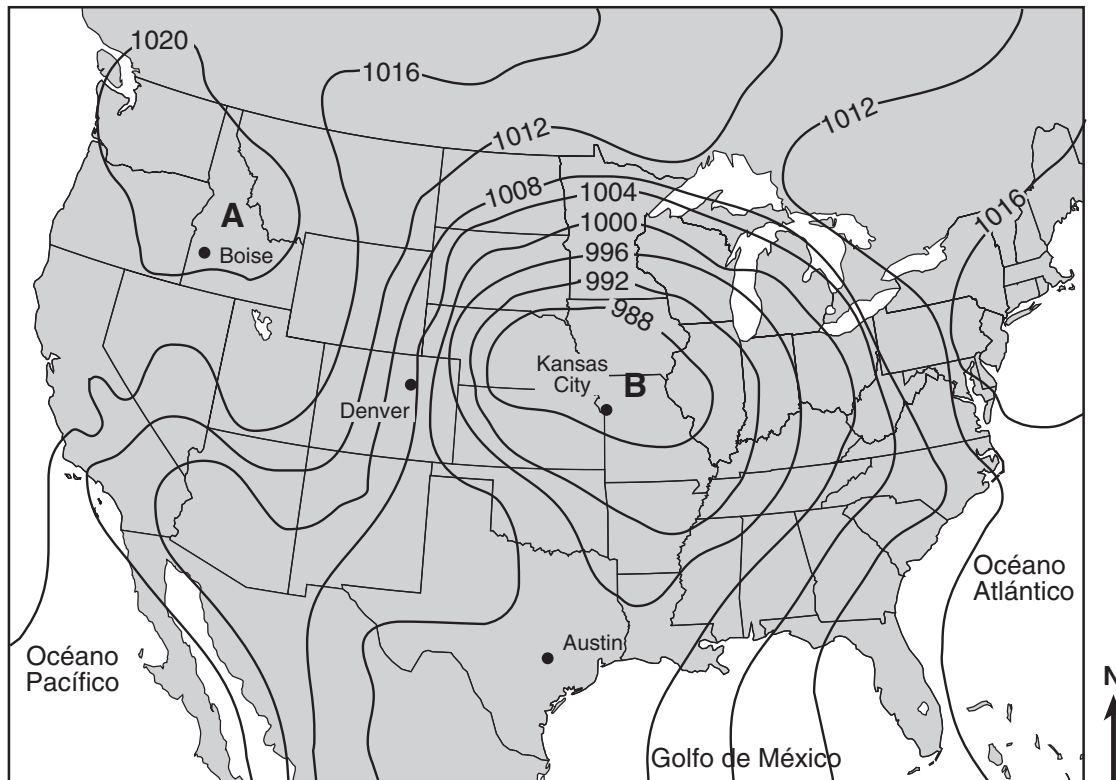 1020
1016
1012
1012
1008
1004
1000
996
992
988
1016
A
Boise
Kansas
City
B
Denver
Austin
Océano
Pacífico
Océano
Atlántico
Golfo de México
N